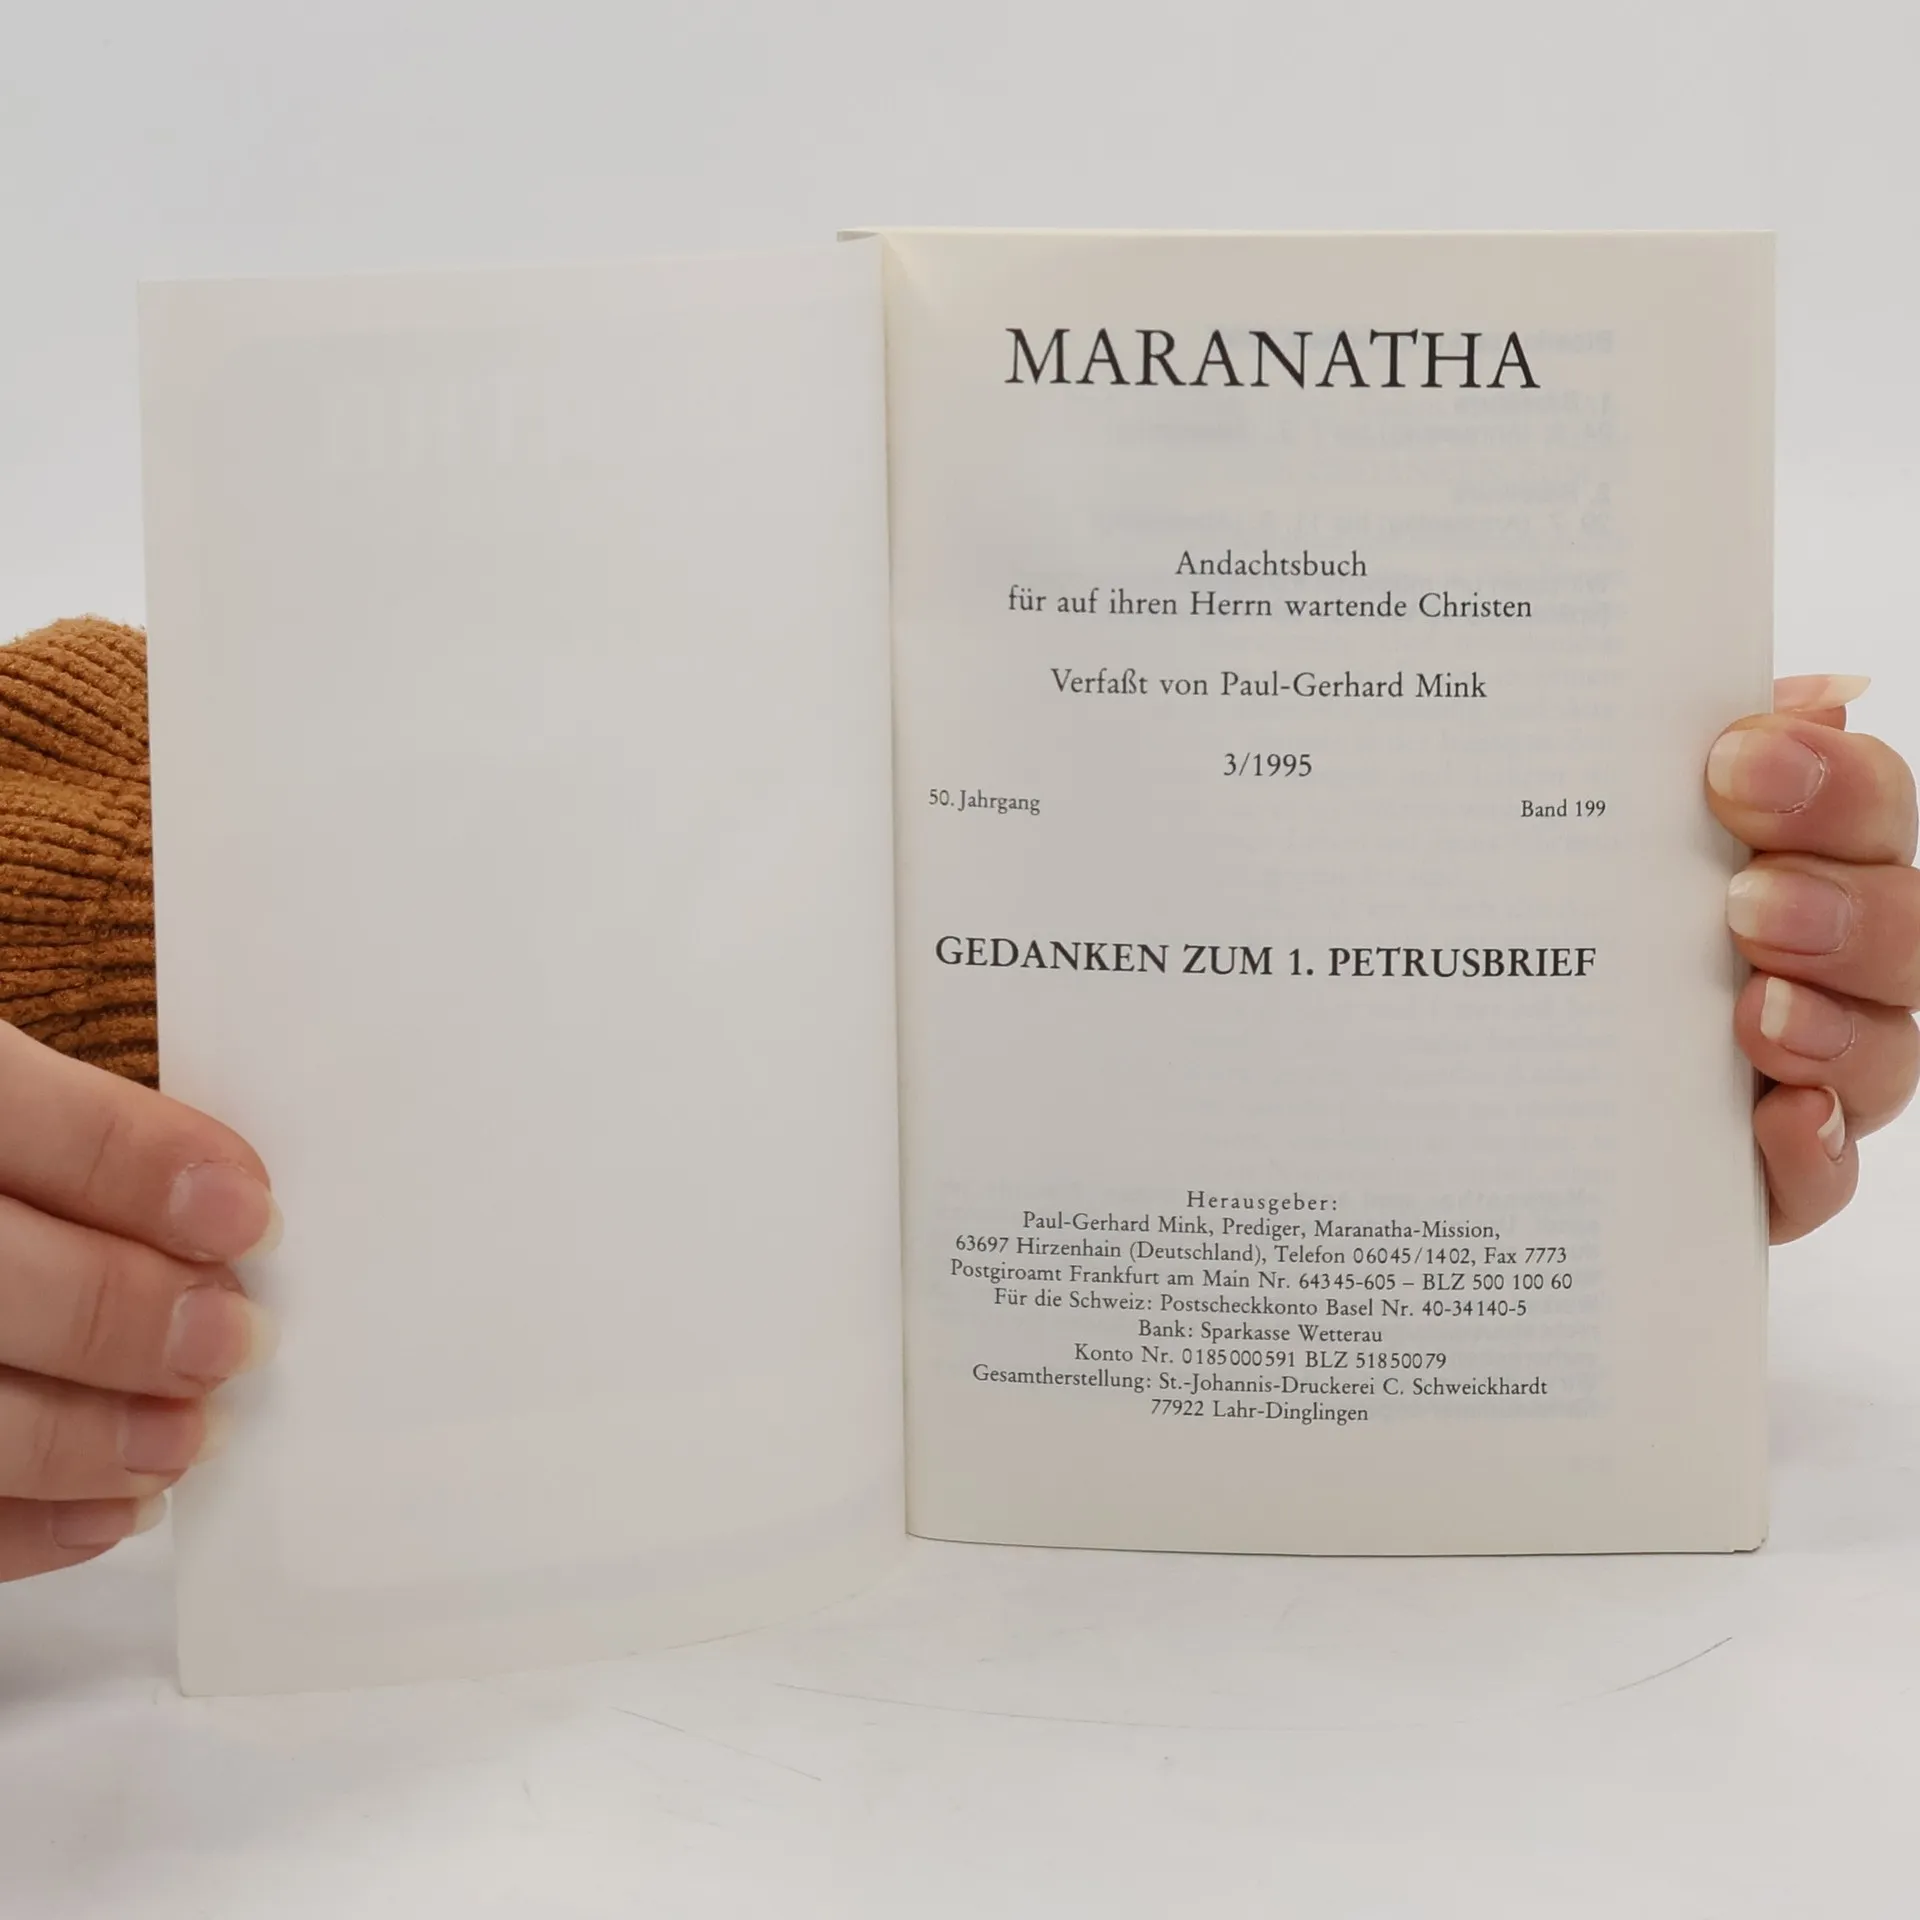 MARANATHA
Andachtsbuch
für auf ihren Herrn wartende Christen
Verfaßt von Paul-Gerhard Mink
3/1995
50. Jahrgang Band 199
GEDANKEN ZUM 1. PETRUSBRIEF
Herausgeber:
Paul-Gerhard Mink, Prediger, Maranatha-Mission,
63697 Hirzenhain (Deutschland), Telefon 06045/1402, Fax 7773
Postgiroamt Frankfurt am Main Nr. 64345-605 – BLZ 500 100 60
Für die Schweiz: Postscheckkonto Basel Nr. 40-34140-5
Bank: Sparkasse Wetterau
Konto Nr. 0185000591 BLZ 51850079
Gesamtherstellung: St.-Johannis-Druckerei C. Schweickhardt
77922 Lahr-Dinglingen